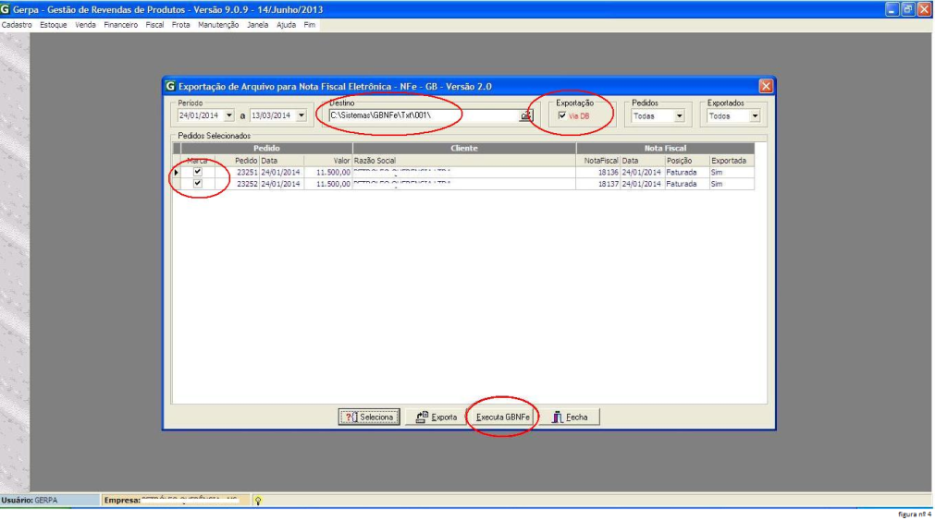 Gerpa - Gestão de Revendas de Produtos - Versão 9.0.9 - 14/Junho/2013
Cadastro Estoque Venda Financeiro Fiscal Frota Manutenção Janela Ajuda Fim
Exportação de Arquivo para Nota Fiscal Eletrônica - NFe - GB - Versão 2.0
Período Destino Exportação Pedidos Exportados
24/01/2014 a 13/03/2014 C:\Sistemas\GBNFe\Txt\001\ Via DB Todas Todos
Pedidos Selecionados
Pedido Cliente Nota Fiscal
Marca Pedido Data Valor Razão Social NotaFiscal Data Posição Exportada
23251 24/01/2014 11.500,00 18136 24/01/2014 Faturada Sim
23252 24/01/2014 11.500,00 18137 24/01/2014 Faturada Sim
Seleciona Exporta Executa GBNFe Fecha
Usuário: GERPA Empresa:
figura nº 4